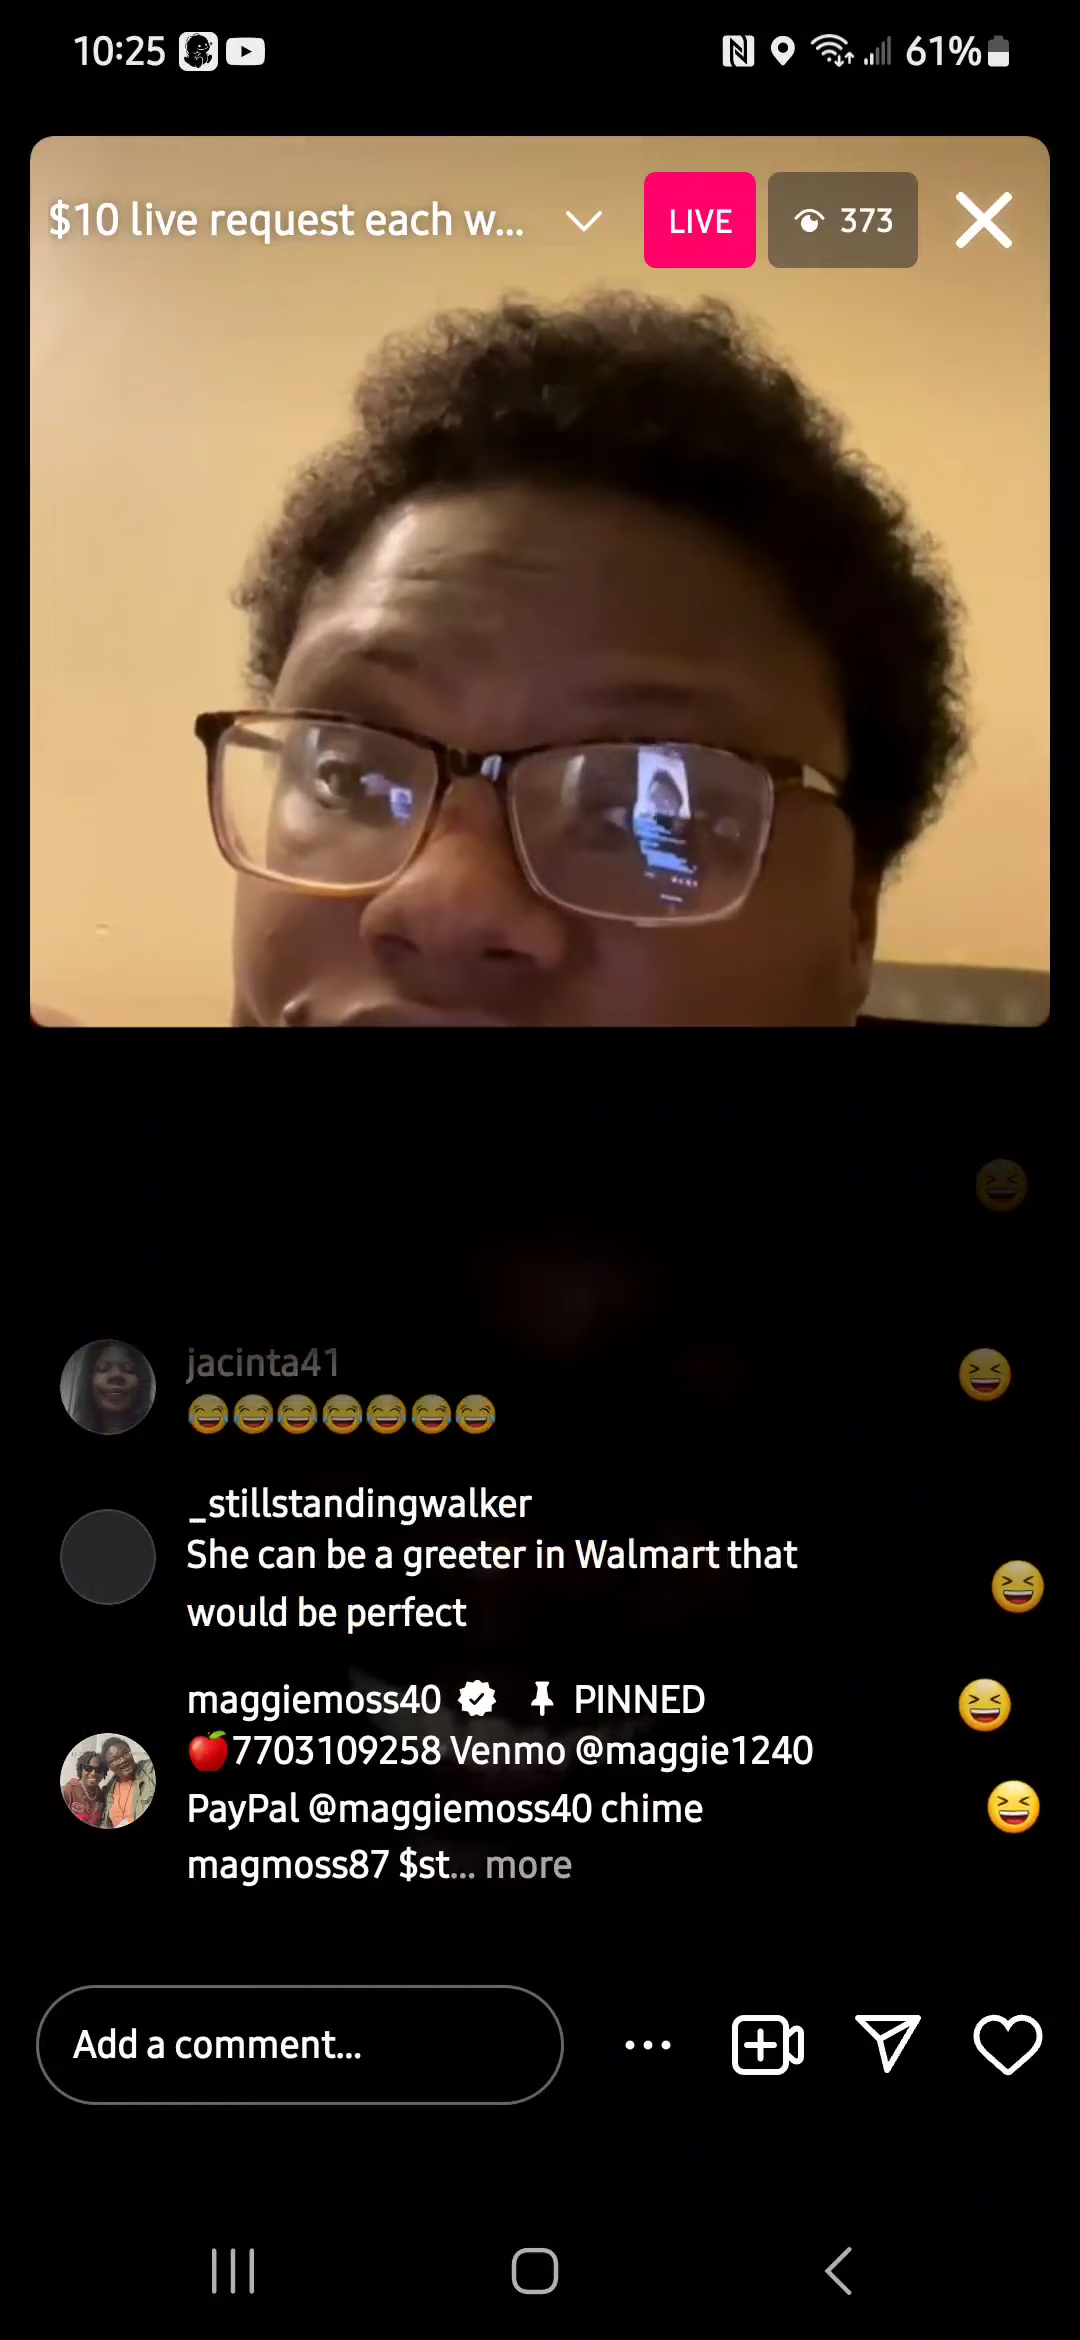 10:25 61%
$10 live request each w... LIVE 373
jacinta41
😂😂😂😂😂😂😂
_stillstandingwalker
She can be a greeter in Walmart that
would be perfect
maggiemoss40 PINNED
🍎7703109258 Venmo @maggie1240
PayPal @maggiemoss40 chime
magmoss87 $st... more
Add a comment...